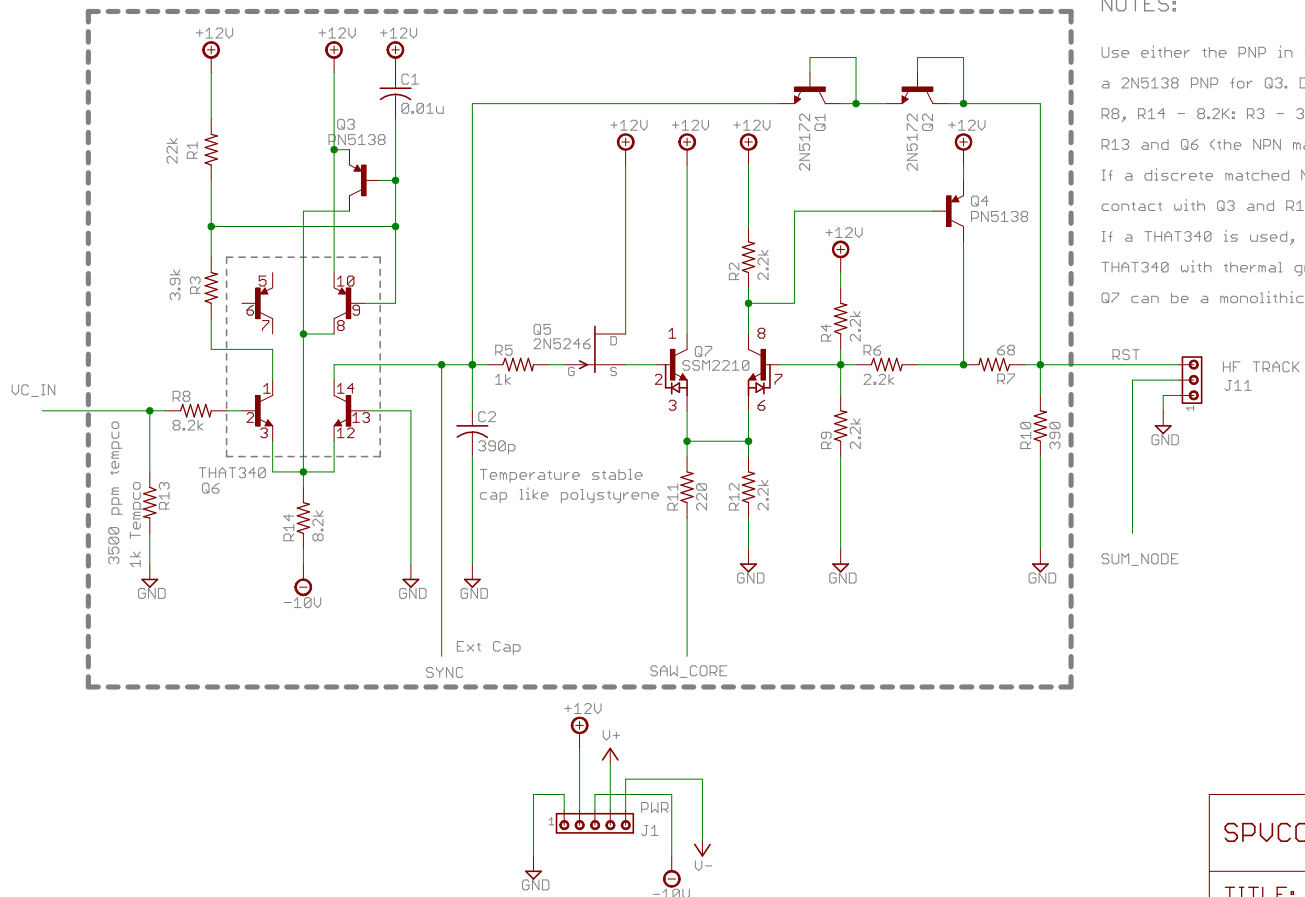 NOTES:
Use either the PNP in
a 2N5138 PNP for Q3.
R8, R14 - 8.2K: R3 - 3
R13 and Q6 (the NPN
If a discrete matched
contact with Q3 and
If a THAT340 is used,
THAT340 with thermal
Q7 can be a monolithic
+12V
+12V
+12V
C1
0.01u
Q3
PN5138
22k
R1
3.9k
R3
5
6
7
10
9
8
1
2
3
14
13
12
VC_IN
R8
8.2k
THAT340
Q6
3500 ppm tempco
1k Tempco
R13
GND
R14
8.2k
-10V
GND
C2
390p
GND
Temperature stable
cap like polystyrene
Ext Cap
SYNC
R5
1k
Q5
2N5246
G
D
S
+12V
+12V
+12V
1
2
3
Q7
SSM2210
8
7
6
R2
2.2k
R11
220
R12
2.2k
GND
SAW_CORE
2N5172
Q1
2N5172
Q2
+12V
Q4
PN5138
+12V
R4
2.2k
R6
2.2k
68
R7
R9
2.2k
GND
R10
390
GND
RST
HF TRACK
J11
1
GND
SUM_NODE
+12V
V+
PWR
J1
1
GND
V-
-10V
SPVCO